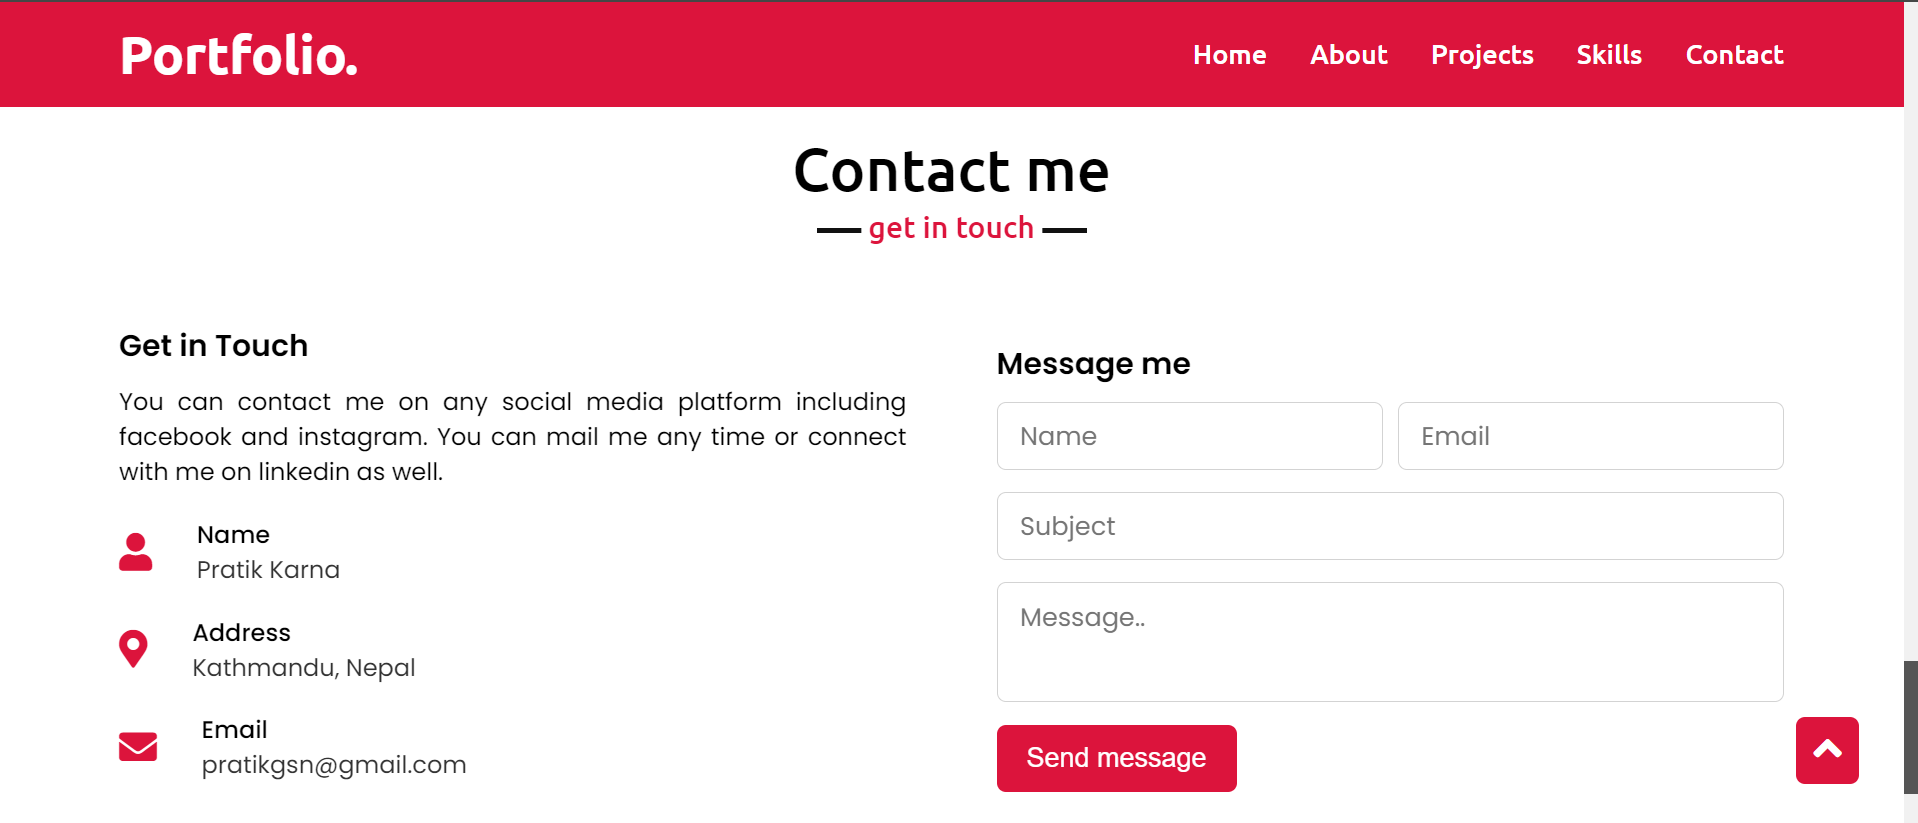 Portfolio.
Home About Projects Skills Contact
Contact me
get in touch
Get in Touch
You can contact me on any social media platform including
facebook and instagram. You can mail me any time or connect
with me on linkedin as well.
Name
Pratik Karna
Address
Kathmandu, Nepal
Email
pratikgsn@gmail.com
Message me
Name Email
Subject
Message..
Send message